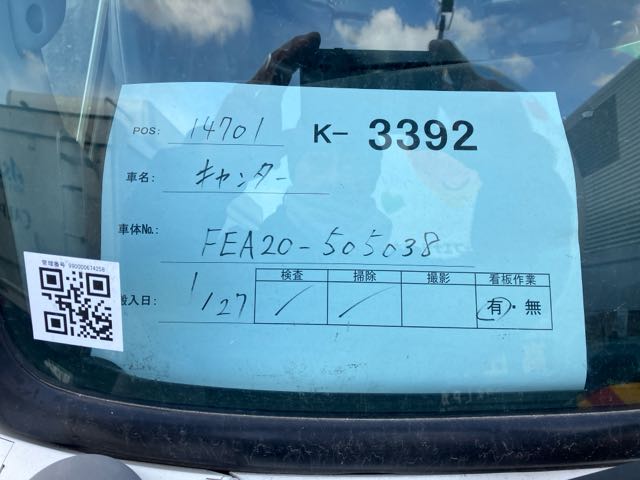 POS: 14701 K- 3392
車名: キャンター
車体No.: FEA20-505038
管理番号 990000674258
搬入日: 1/27
検査 掃除 撮影 看板作業
有・無